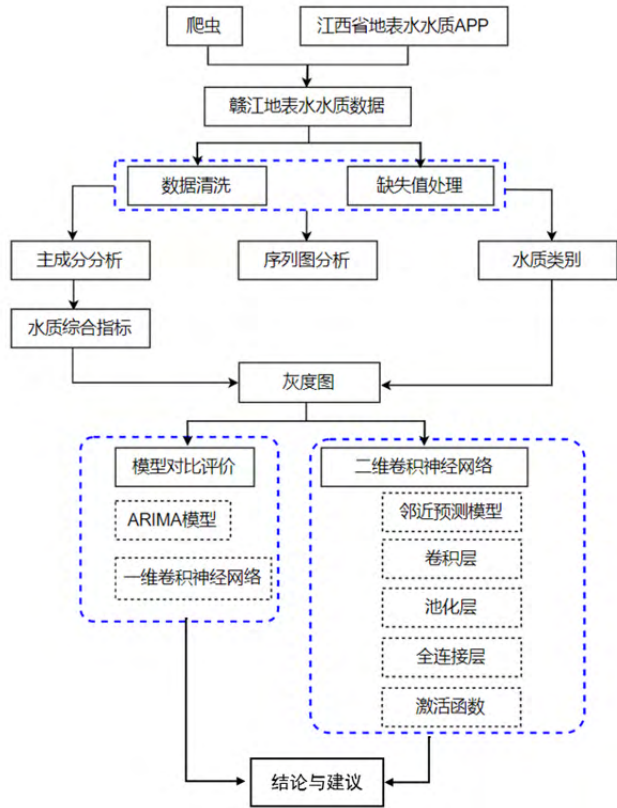 爬虫
江西省地表水水质APP
赣江地表水水质数据
数据清洗
缺失值处理
主成分分析
序列图分析
水质类别
水质综合指标
灰度图
模型对比评价
二维卷积神经网络
ARIMA模型
邻近预测模型
一维卷积神经网络
卷积层
池化层
全连接层
激活函数
结论与建议